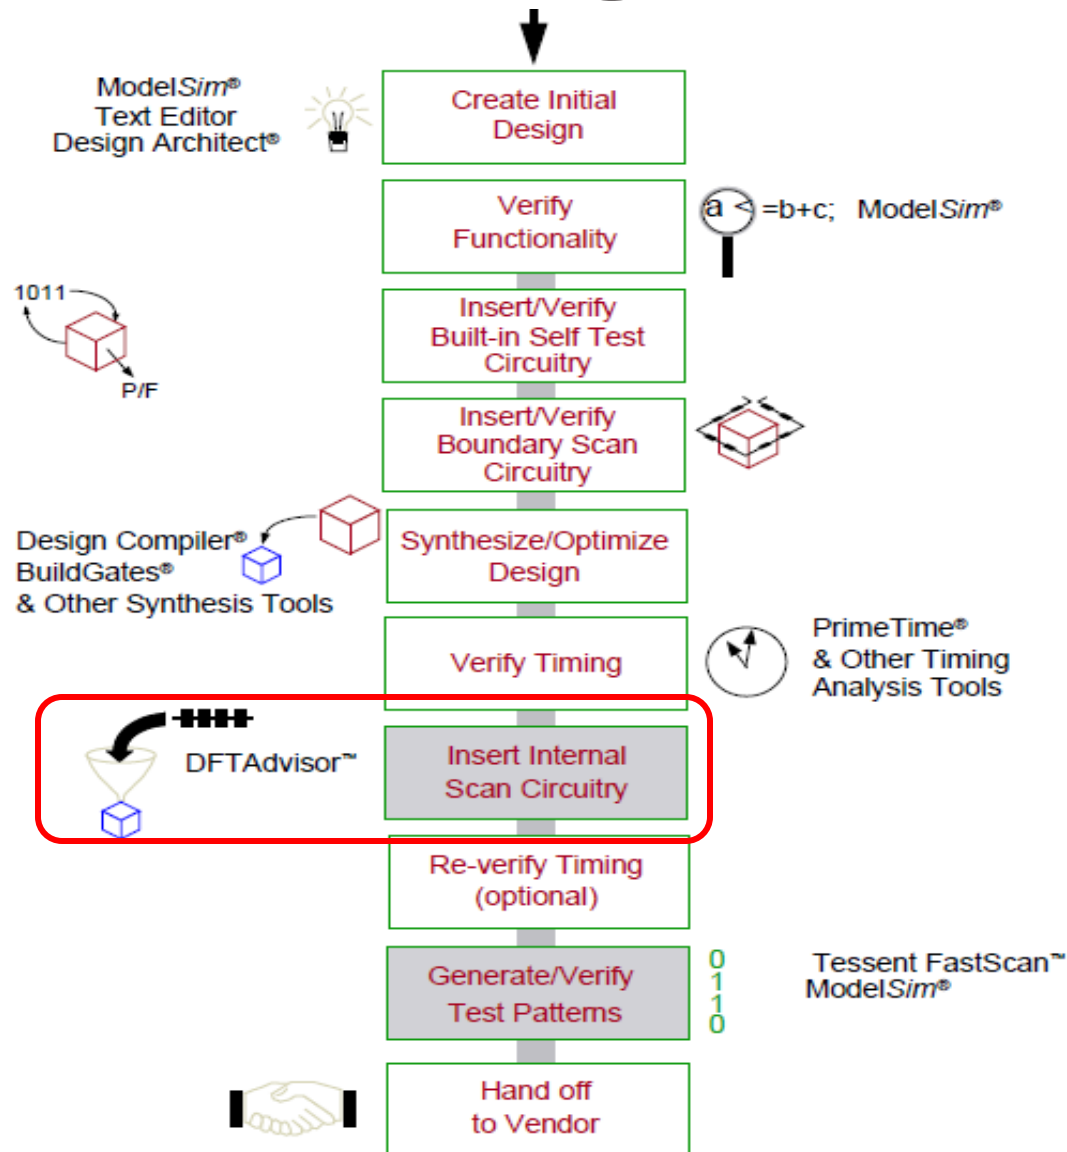 ModelSim®
Text Editor
Design Architect®
Create Initial
Design
Verify
Functionality
a <=b+c; ModelSim®
1011
P/F
Insert/Verify
Built-in Self Test
Circuitry
Insert/Verify
Boundary Scan
Circuitry
Design Compiler®
BuildGates®
& Other Synthesis Tools
Synthesize/Optimize
Design
Verify Timing
PrimeTime®
& Other Timing
Analysis Tools
DFTAdvisor™
Insert Internal
Scan Circuitry
Re-verify Timing
(optional)
Generate/Verify
Test Patterns
0
1
1
0
Tessent FastScan™
ModelSim®
Hand off
to Vendor